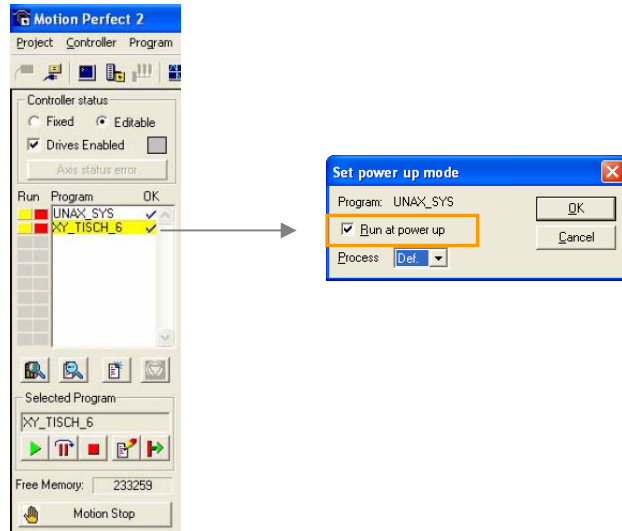 Motion Perfect 2
Project Controller Program
Controller status
Fixed Editable
Drives Enabled
Axis status error
Run Program OK
UNAX_SYS
XY_TISCH_6
Selected Program
XY_TISCH_6
Free Memory: 233259
Motion Stop
Set power up mode
Program: UNAX_SYS
OK
Run at power up
Cancel
Process Def.